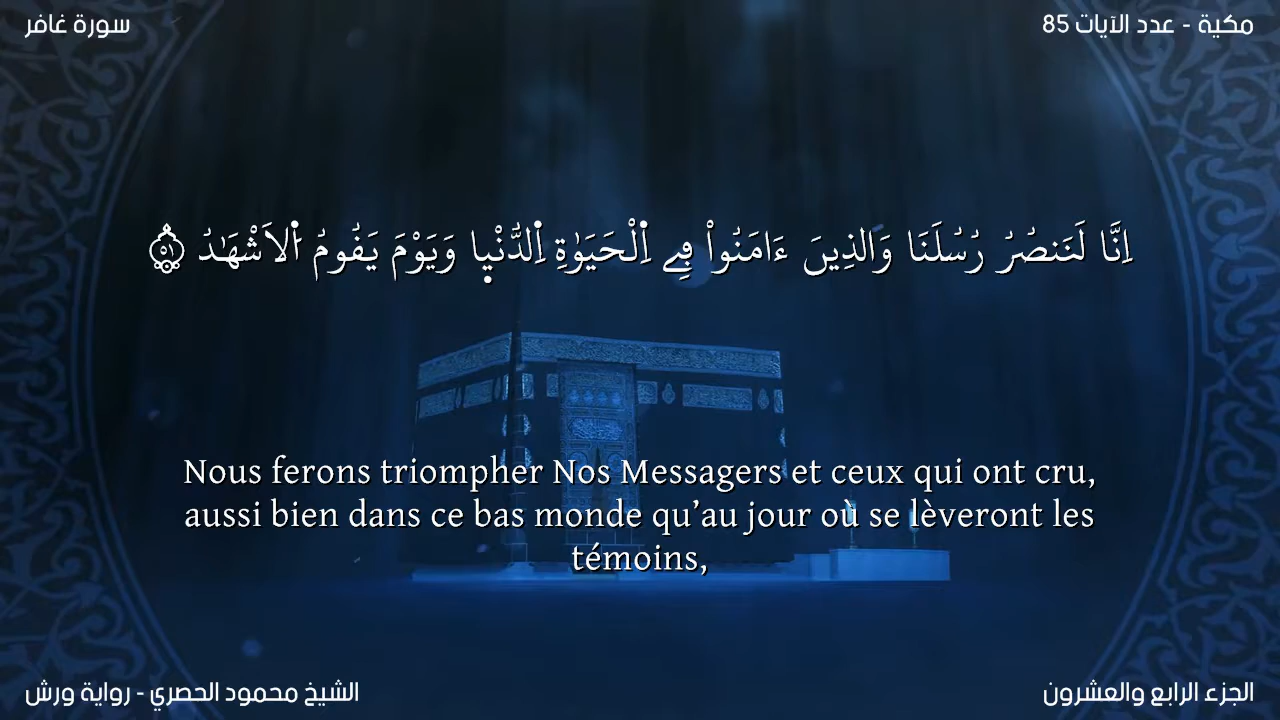 سورة غافر
مكية - عدد الآيات 85
اِنَّا لَنَنصُرُ رُسُلَنَا وَالذِينَ ءَامَنُواْ فِے اِ۬لْحَيَوٰةِ اِ۬لدُّنْي۪ا وَيَوْمَ يَقُومُ اُ۬لَاشْهَٰدُ ٥١
Nous ferons triompher Nos Messagers et ceux qui ont cru,
aussi bien dans ce bas monde qu’au jour où se lèveront les
témoins,
الشيخ محمود الحصري - رواية ورش
الجزء الرابع والعشرون